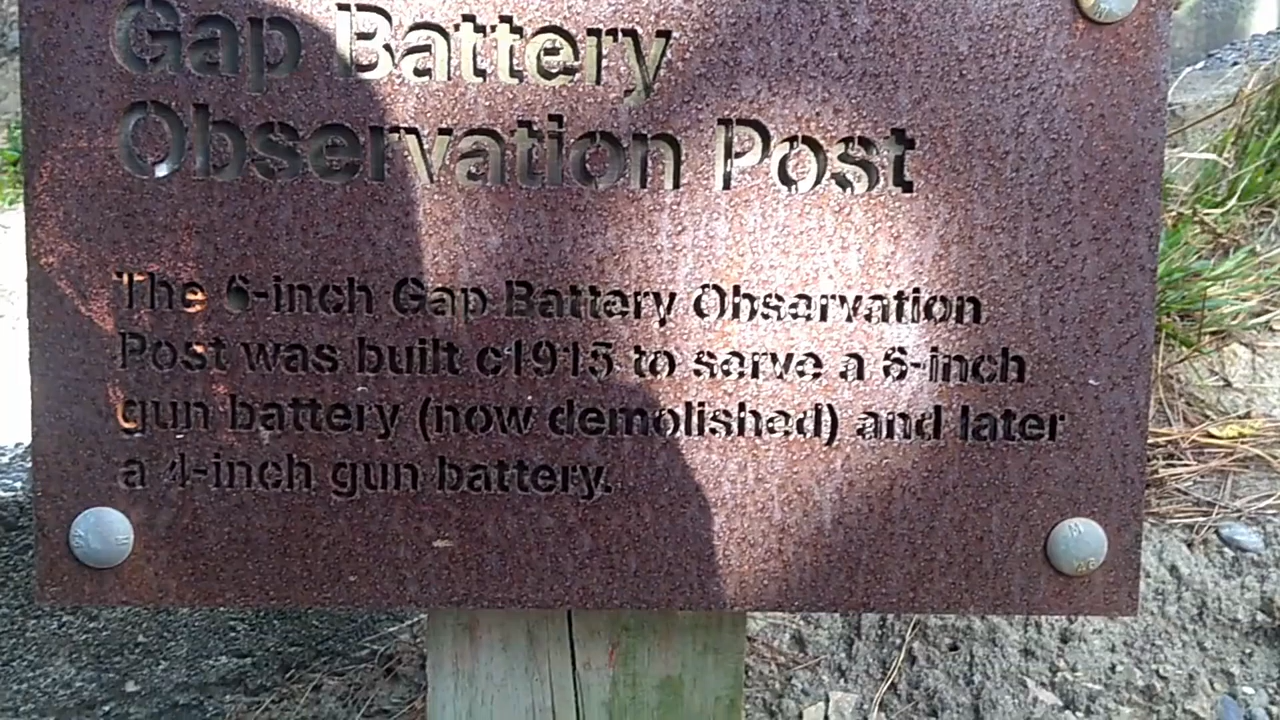 Gap Battery
Observation Post
The 6-inch Gap Battery Observation
Post was built c1915 to serve a 6-inch
gun battery (now demolished) and later
a 4-inch gun battery.